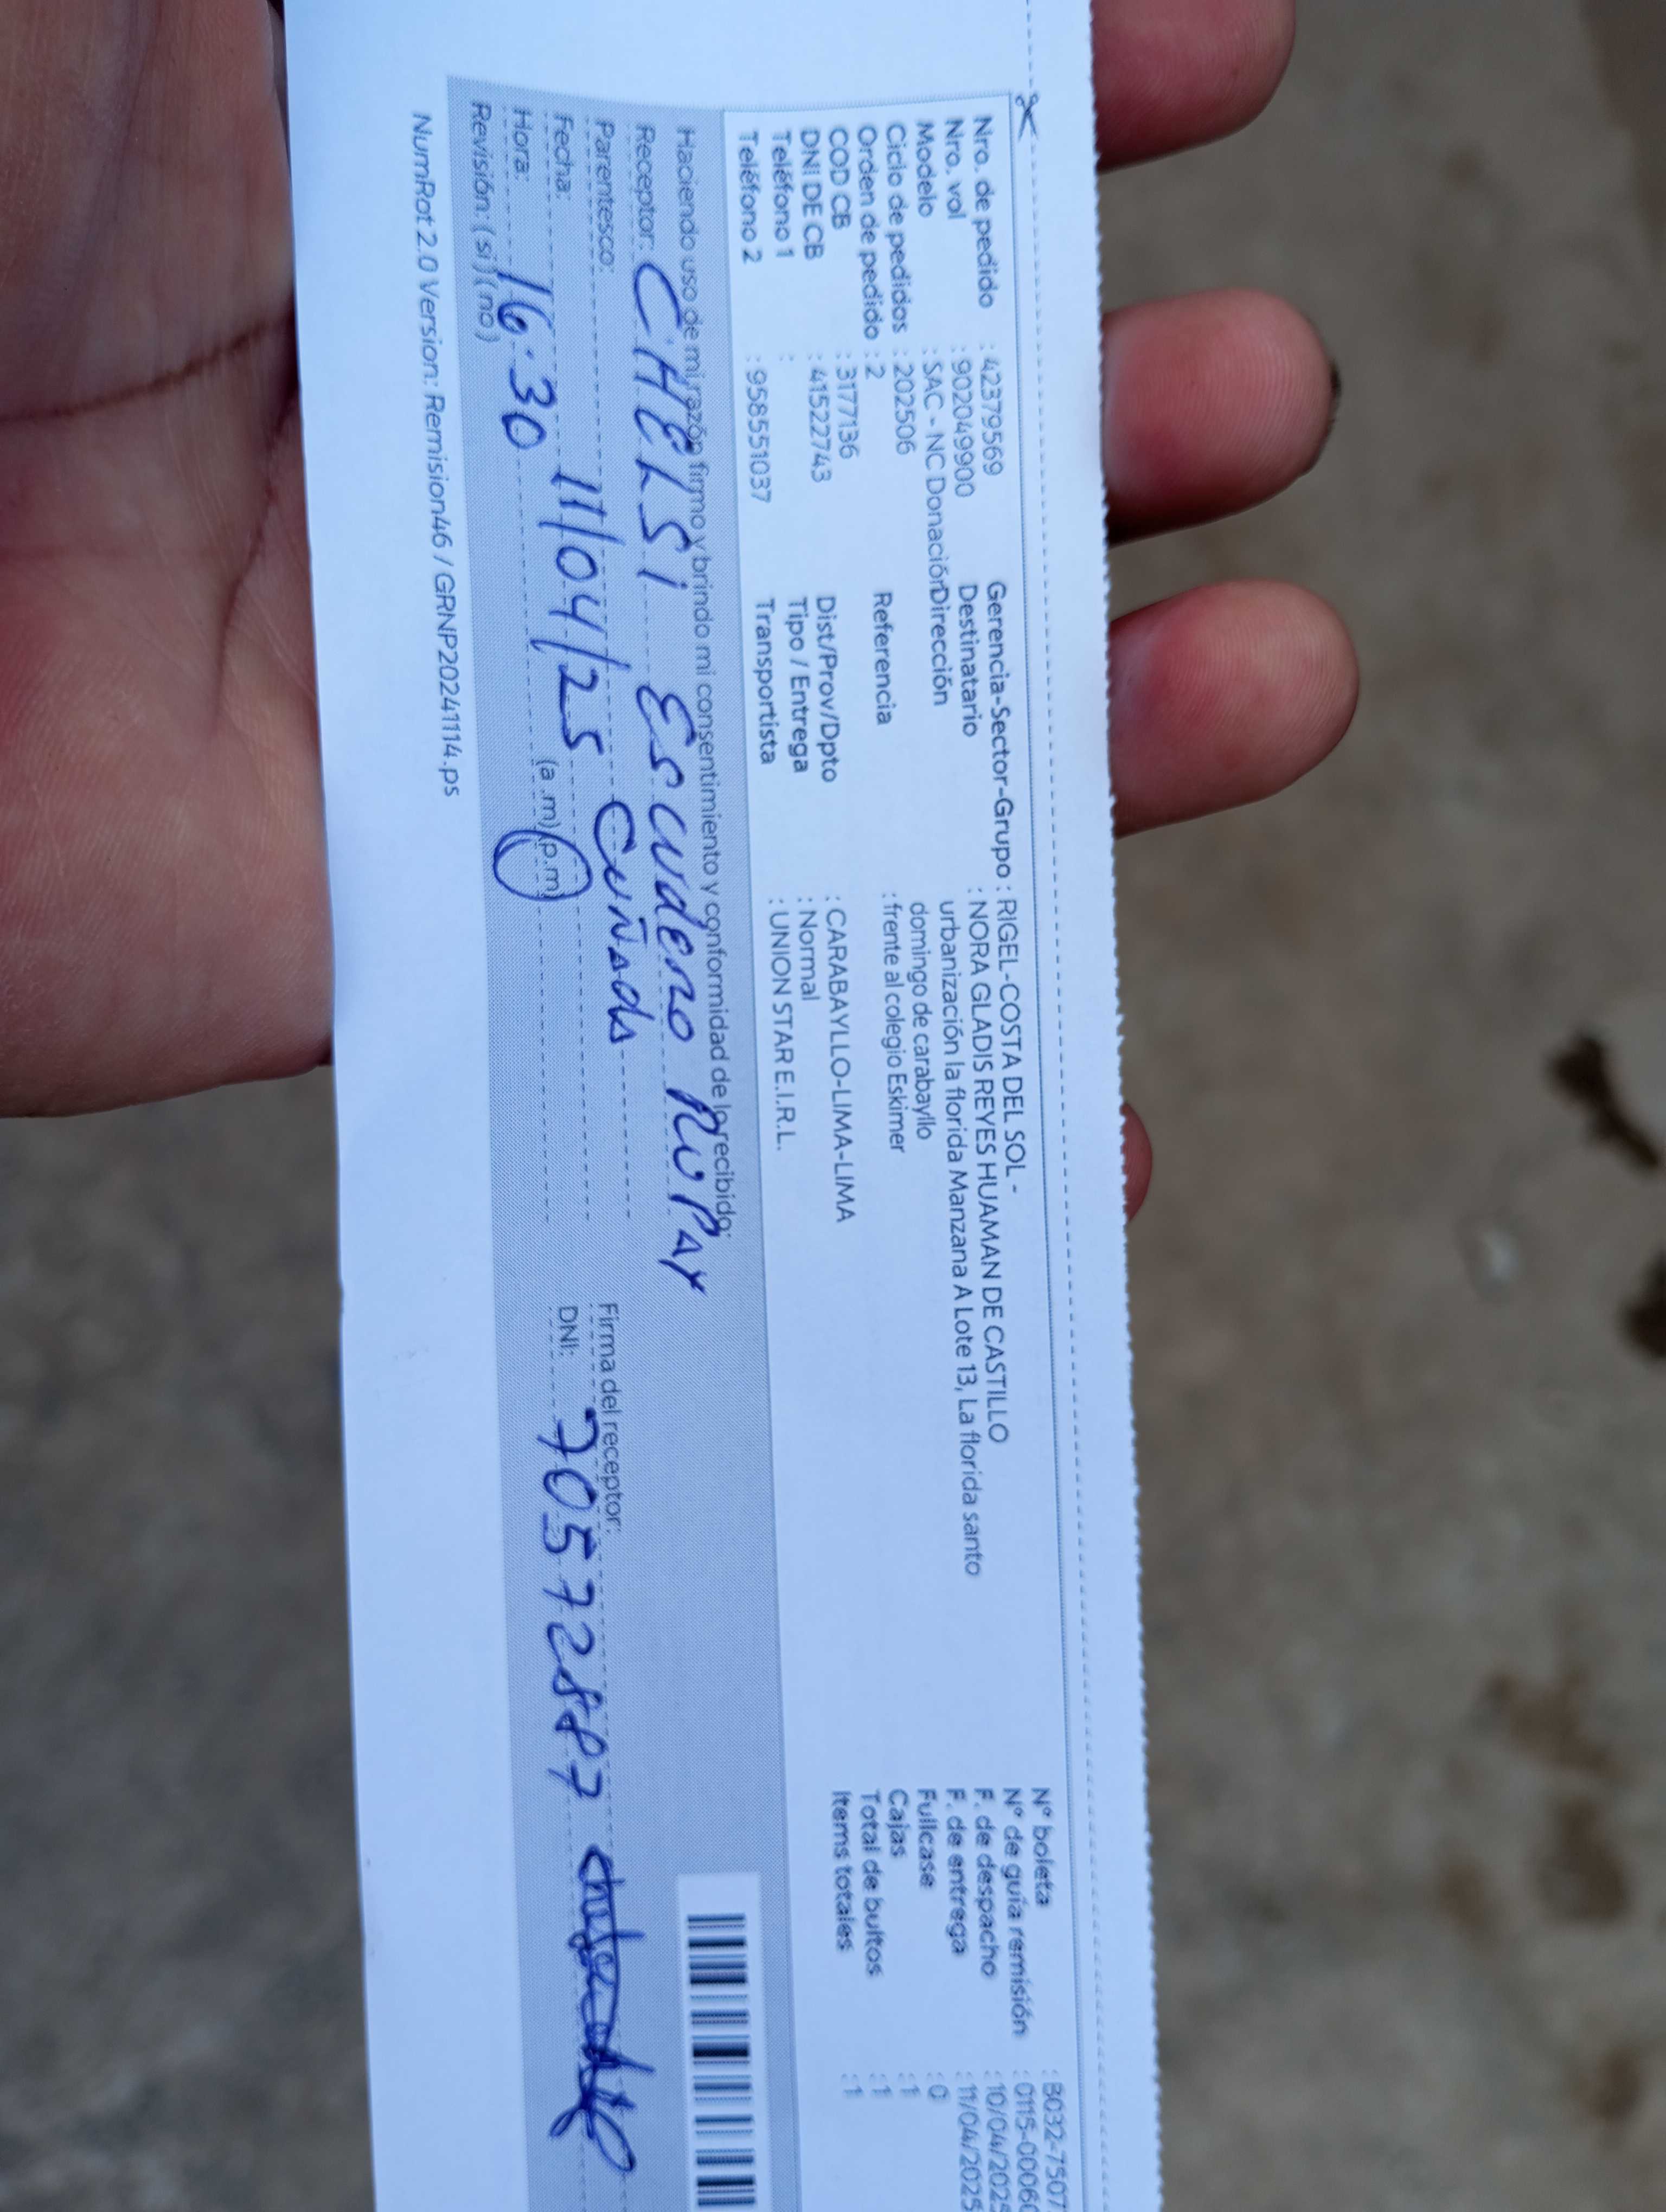 Nro. de pedido : 42379569
Nro. vol : 902049900
Modelo : SAC - NC Donación
Ciclo de pedidos : 202506
Orden de pedido : 2
COD CB : 3177136
DNI DE CB : 41522743
Teléfono 1 :
Teléfono 2 : 958551037
Gerencia-Sector-Grupo : RIGEL-COSTA DEL SOL -
Destinatario : NORA GLADIS REYES HUAMAN DE CASTILLO
Dirección urbanización la florida Manzana A Lote 13, La florida santo
domingo de carabayllo
Referencia : frente al colegio Eskimer
Dist/Prov/Dpto : CARABAYLLO-LIMA-LIMA
Tipo / Entrega : Normal
Transportista : UNION STAR E.I.R.L.
N° boleta : B032-7507
N° de guía remisión : 0115-0006
F. de despacho : 10/04/2025
F. de entrega : 11/04/2025
Fullcase : 0
Cajas : 1
Total de bultos : 1
Items totales : 1
Haciendo uso de mi razón firmo y brindo mi consentimiento y conformidad de lo recibido:
Receptor: CHELSI Escudero RUPAY
Parentesco: Cuñada
Fecha: 11/04/25
Hora: 16:30 (a.m) (p.m)
Revisión: (si) (no)
Firma del receptor:
DNI: 70572887
NumRot 2.0 Version: Remision46 / GRNP20241114.ps